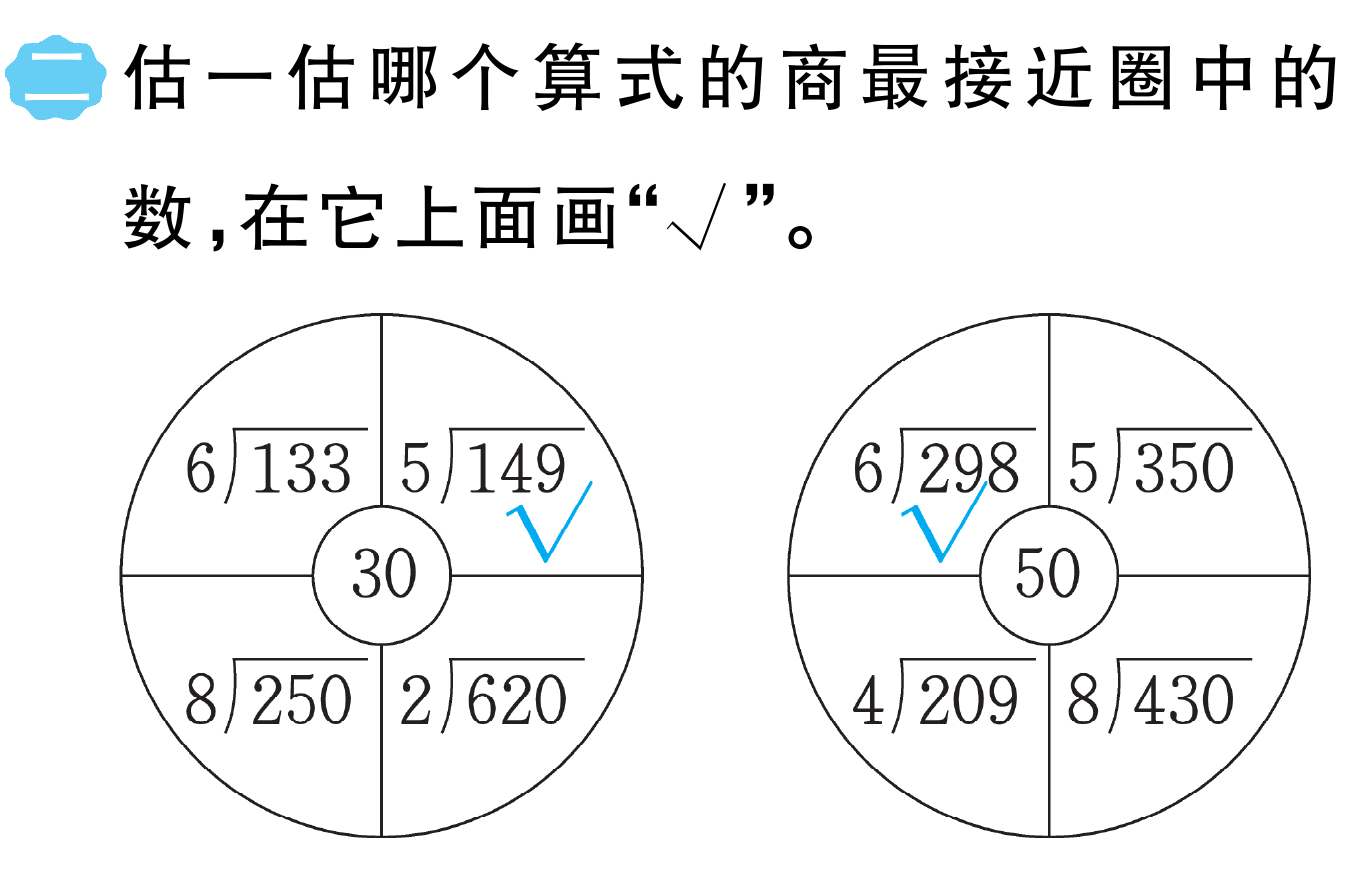 二 估一估哪个算式的商最接近圈中的
数,在它上面画“√”。
6)133 5)149 √
30
8)250 2)620
6)298 √ 5)350
50
4)209 8)430